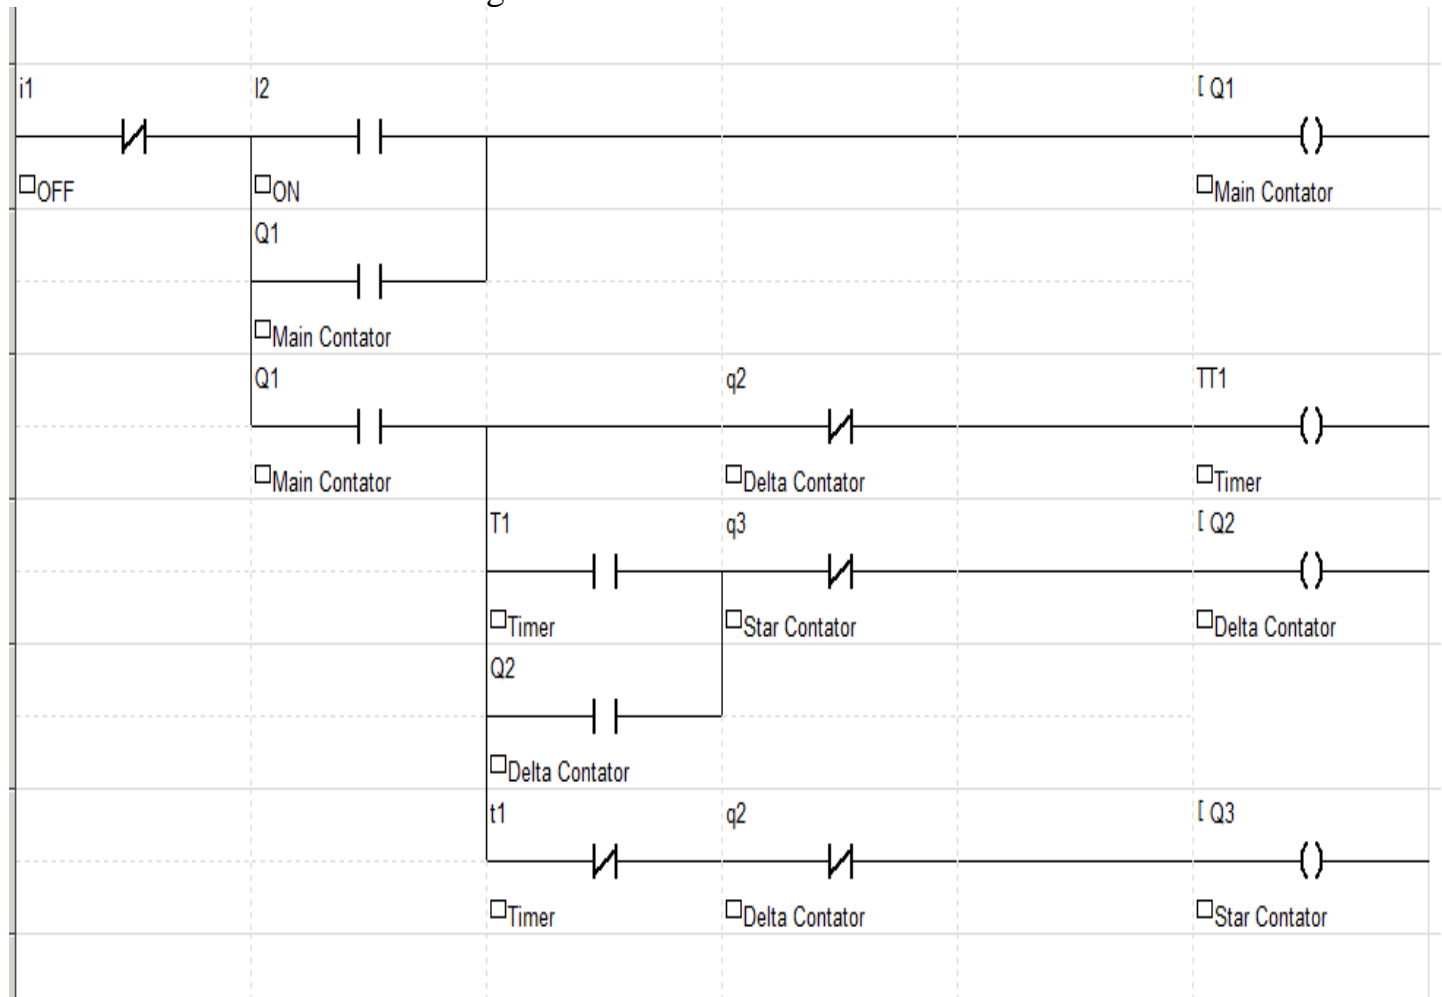 i1 I2 [ Q1
OFF ON Main Contator
Q1
Main Contator
Q1 q2 TT1
Main Contator Delta Contator Timer
T1 q3 [ Q2
Timer Star Contator Delta Contator
Q2
Delta Contator
t1 q2 [ Q3
Timer Delta Contator Star Contator